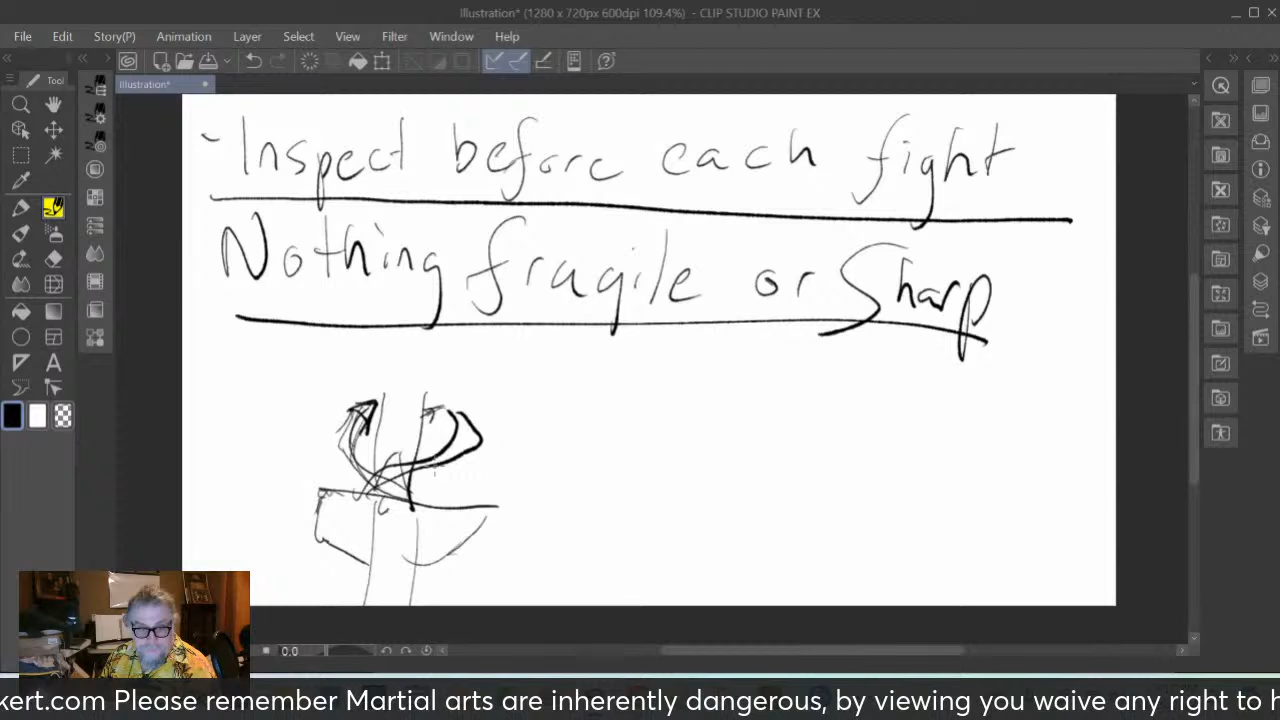 Illustration* (1280 x 720px 600dpi 109.4%) - CLIP STUDIO PAINT EX
File Edit Story(P) Animation Layer Select View Filter Window Help
Tool
Illustration*
- Inspect before each fight
Nothing fragile or Sharp
0.0
kert.com Please remember Martial arts are inherently dangerous, by viewing you waive any right to h